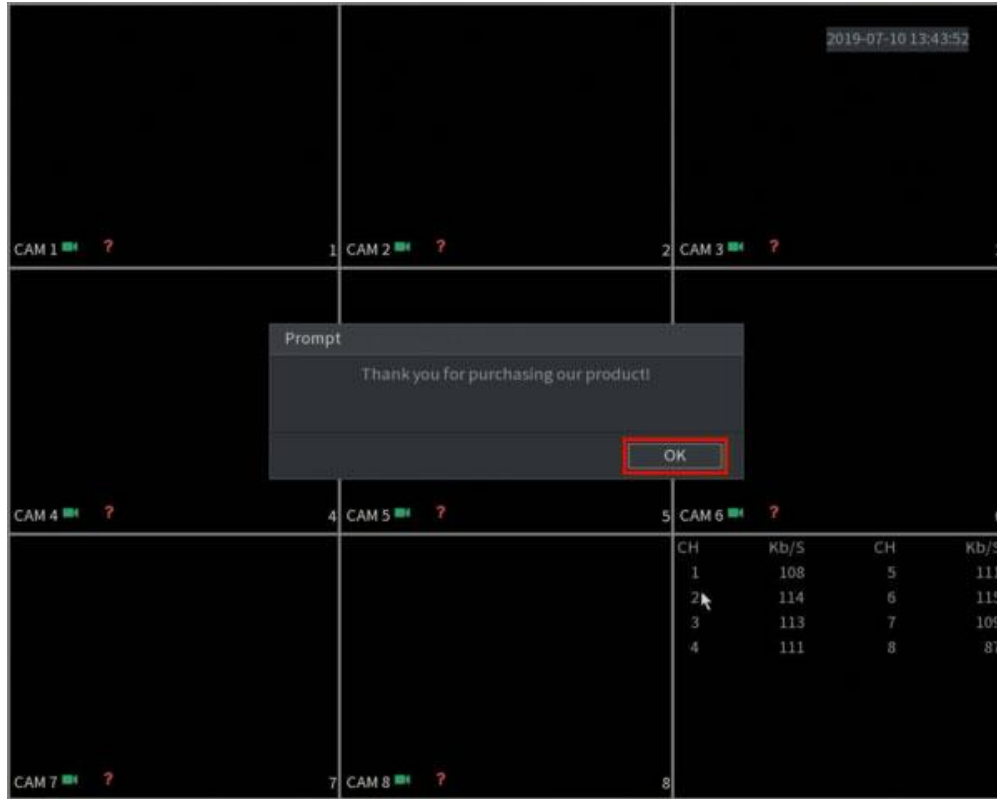 2019-07-10 13:43:52
CAM 1 ? 1
CAM 2 ? 2
CAM 3 ?
Prompt
Thank you for purchasing our product!
OK
CAM 4 ? 4
CAM 5 ? 5
CAM 6 ?
CH Kb/S CH
1 108 5
2 114 6
3 113 7
4 111 8
CAM 7 ? 7
CAM 8 ? 8